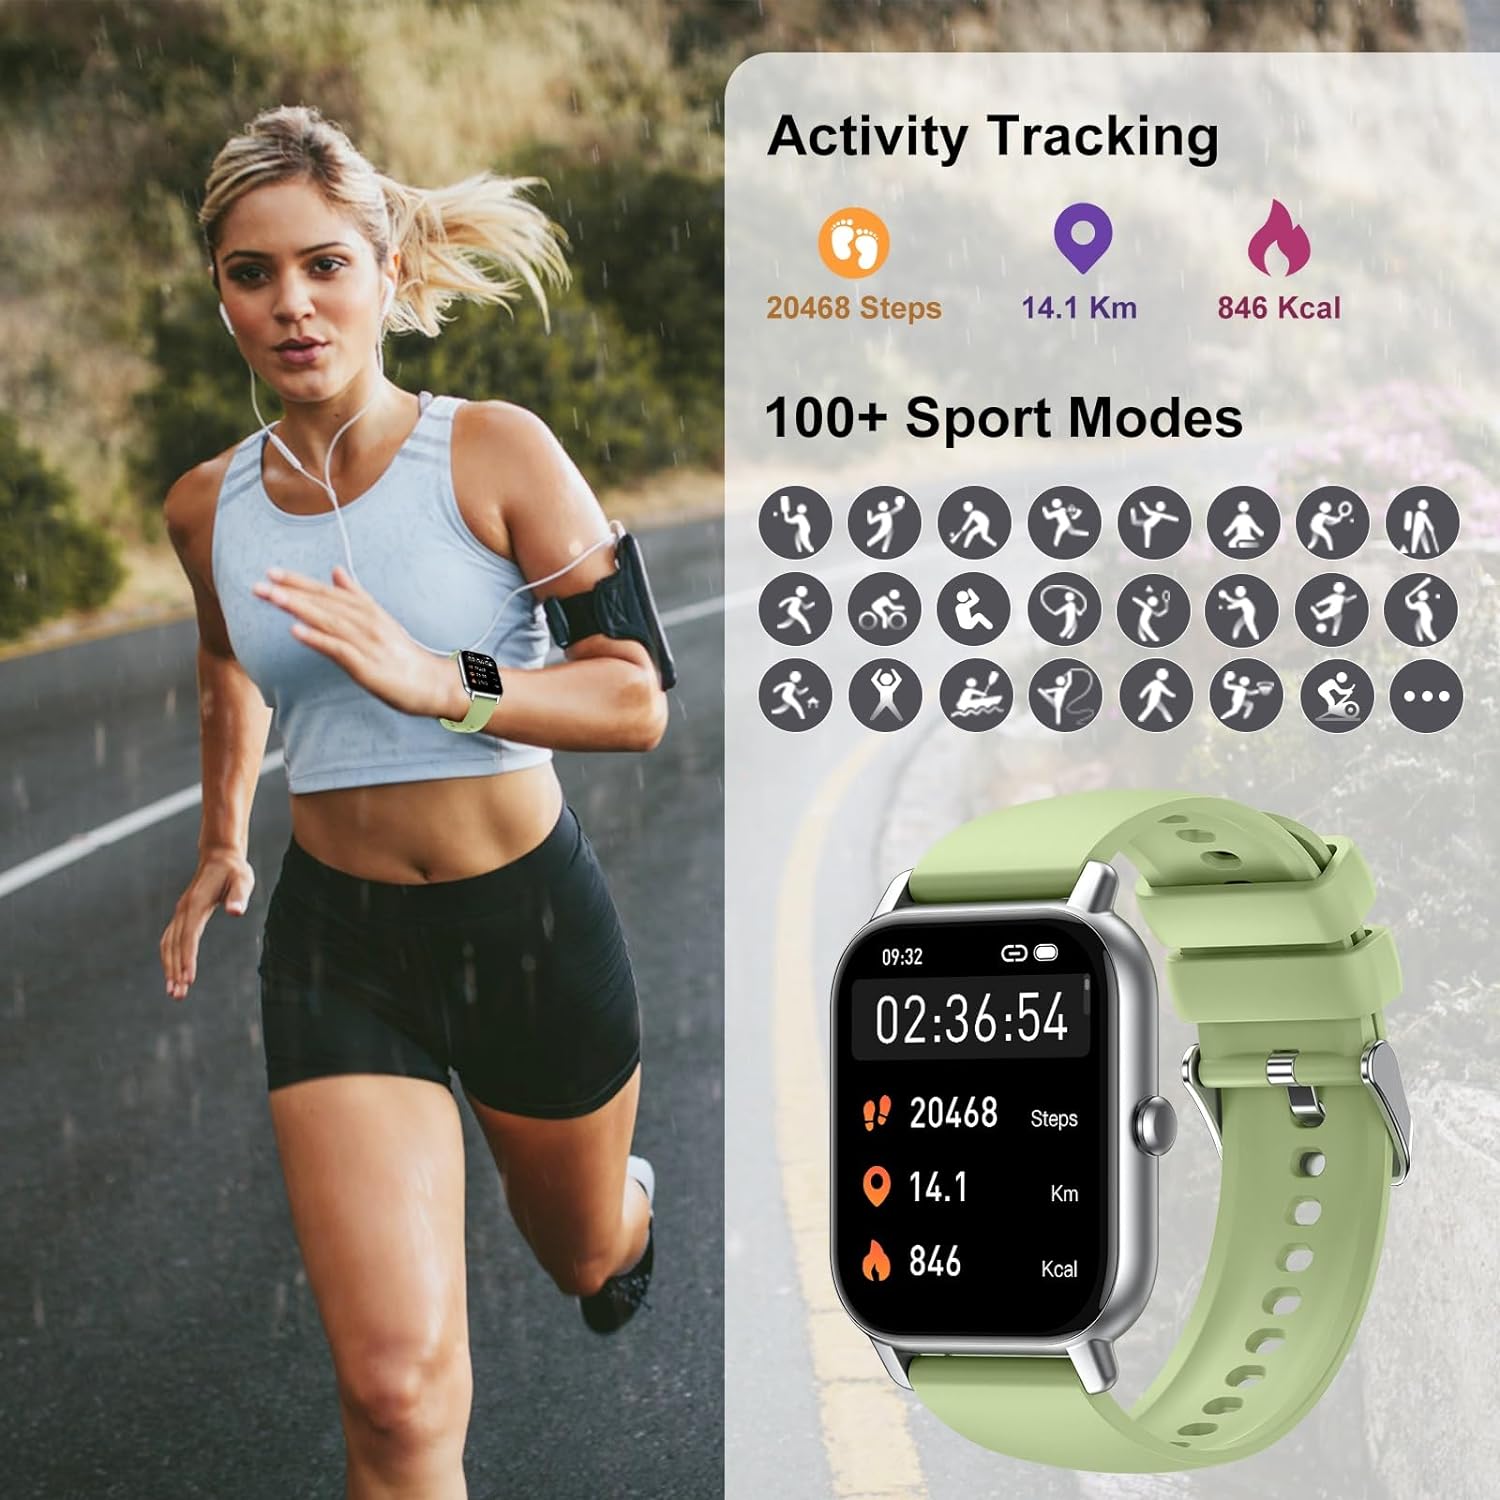 Activity Tracking
20468 Steps
14.1 Km
846 Kcal
100+ Sport Modes
09:32
02:36:54
20468 Steps
14.1 Km
846 Kcal